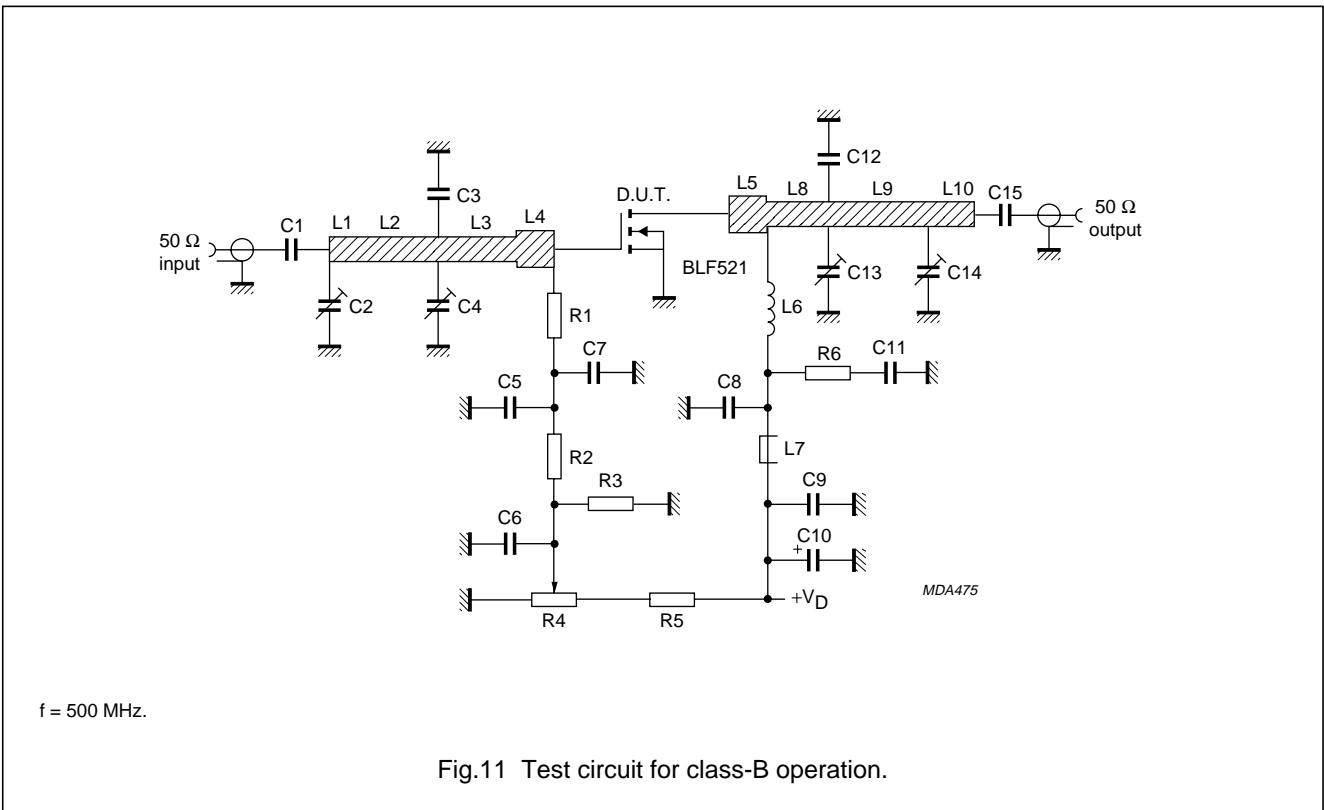 C12
D.U.T.
L5
L8
L9
L10
C15
50 Ω
output
C3
L4
L1
L2
L3
C1
50 Ω
input
BLF521
C2
C4
C13
C14
L6
R1
C7
R6
C11
C5
C8
R2
L7
R3
C9
C6
C10
+
R4
R5
+VD
MDA475
f = 500 MHz.
Fig.11 Test circuit for class-B operation.